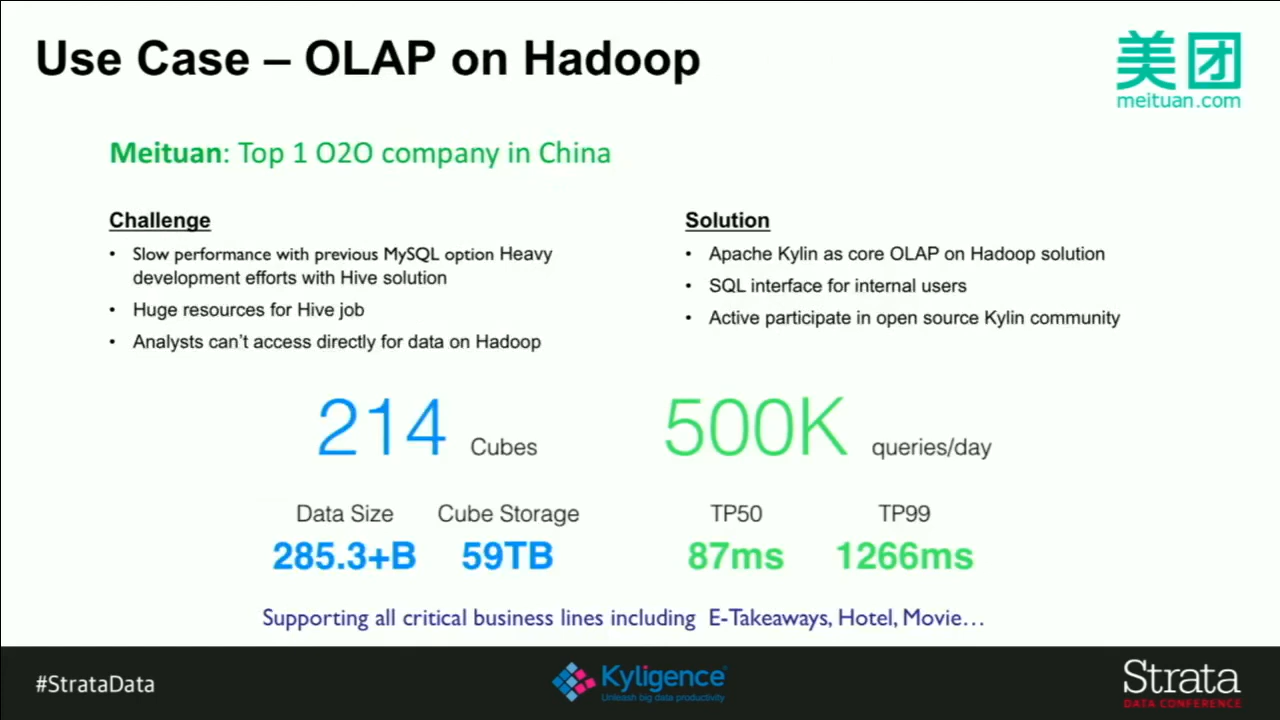 Use Case – OLAP on Hadoop
美团
meituan.com
Meituan: Top 1 O2O company in China
Challenge
• Slow performance with previous MySQL option Heavy
development efforts with Hive solution
• Huge resources for Hive job
• Analysts can’t access directly for data on Hadoop
Solution
• Apache Kylin as core OLAP on Hadoop solution
• SQL interface for internal users
• Active participate in open source Kylin community
214 Cubes
500K queries/day
Data Size
285.3+B
Cube Storage
59TB
TP50
87ms
TP99
1266ms
Supporting all critical business lines including E-Takeaways, Hotel, Movie…
#StrataData
Kyligence
Unleash big data productivity
Strata
DATA CONFERENCE